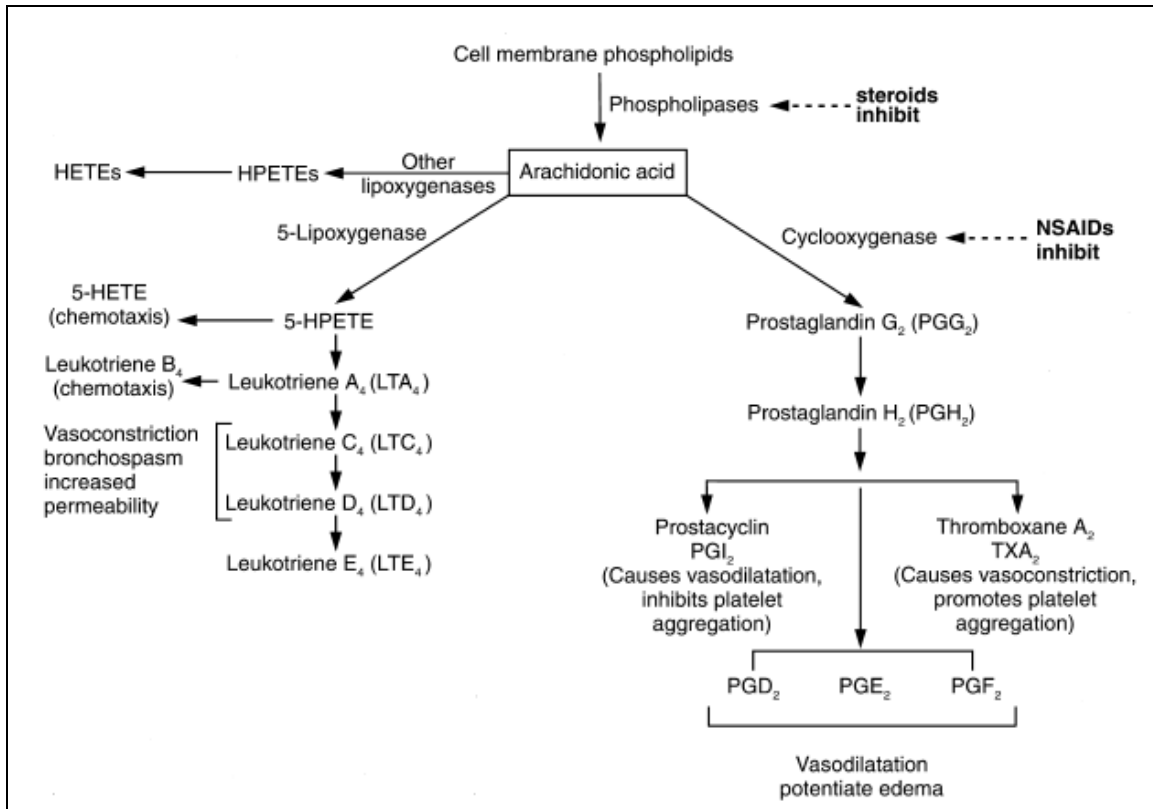 Cell membrane phospholipids
Phospholipases
steroids
inhibit
Arachidonic acid
Other
lipoxygenases
HPETEs
HETEs
5-Lipoxygenase
Cyclooxygenase
NSAIDs
inhibit
5-HETE
(chemotaxis)
5-HPETE
Leukotriene B₄
(chemotaxis)
Leukotriene A₄ (LTA₄)
Vasoconstriction
bronchospasm
increased
permeability
Leukotriene C₄ (LTC₄)
Leukotriene D₄ (LTD₄)
Leukotriene E₄ (LTE₄)
Prostaglandin G₂ (PGG₂)
Prostaglandin H₂ (PGH₂)
Prostacyclin
PGI₂
(Causes vasodilatation,
inhibits platelet
aggregation)
Thromboxane A₂
TXA₂
(Causes vasoconstriction,
promotes platelet
aggregation)
PGD₂
PGE₂
PGF₂
Vasodilatation
potentiate edema